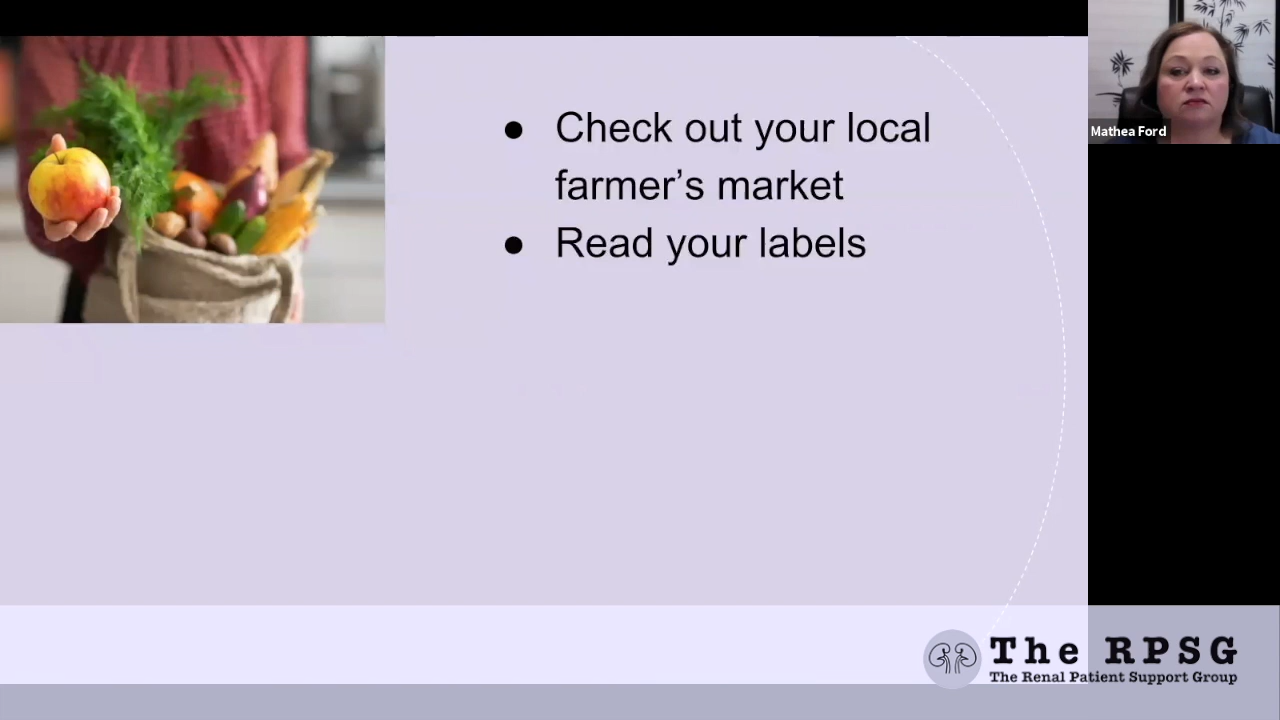 ● Check out your local
farmer’s market
● Read your labels
Mathea Ford
The RPSG
The Renal Patient Support Group